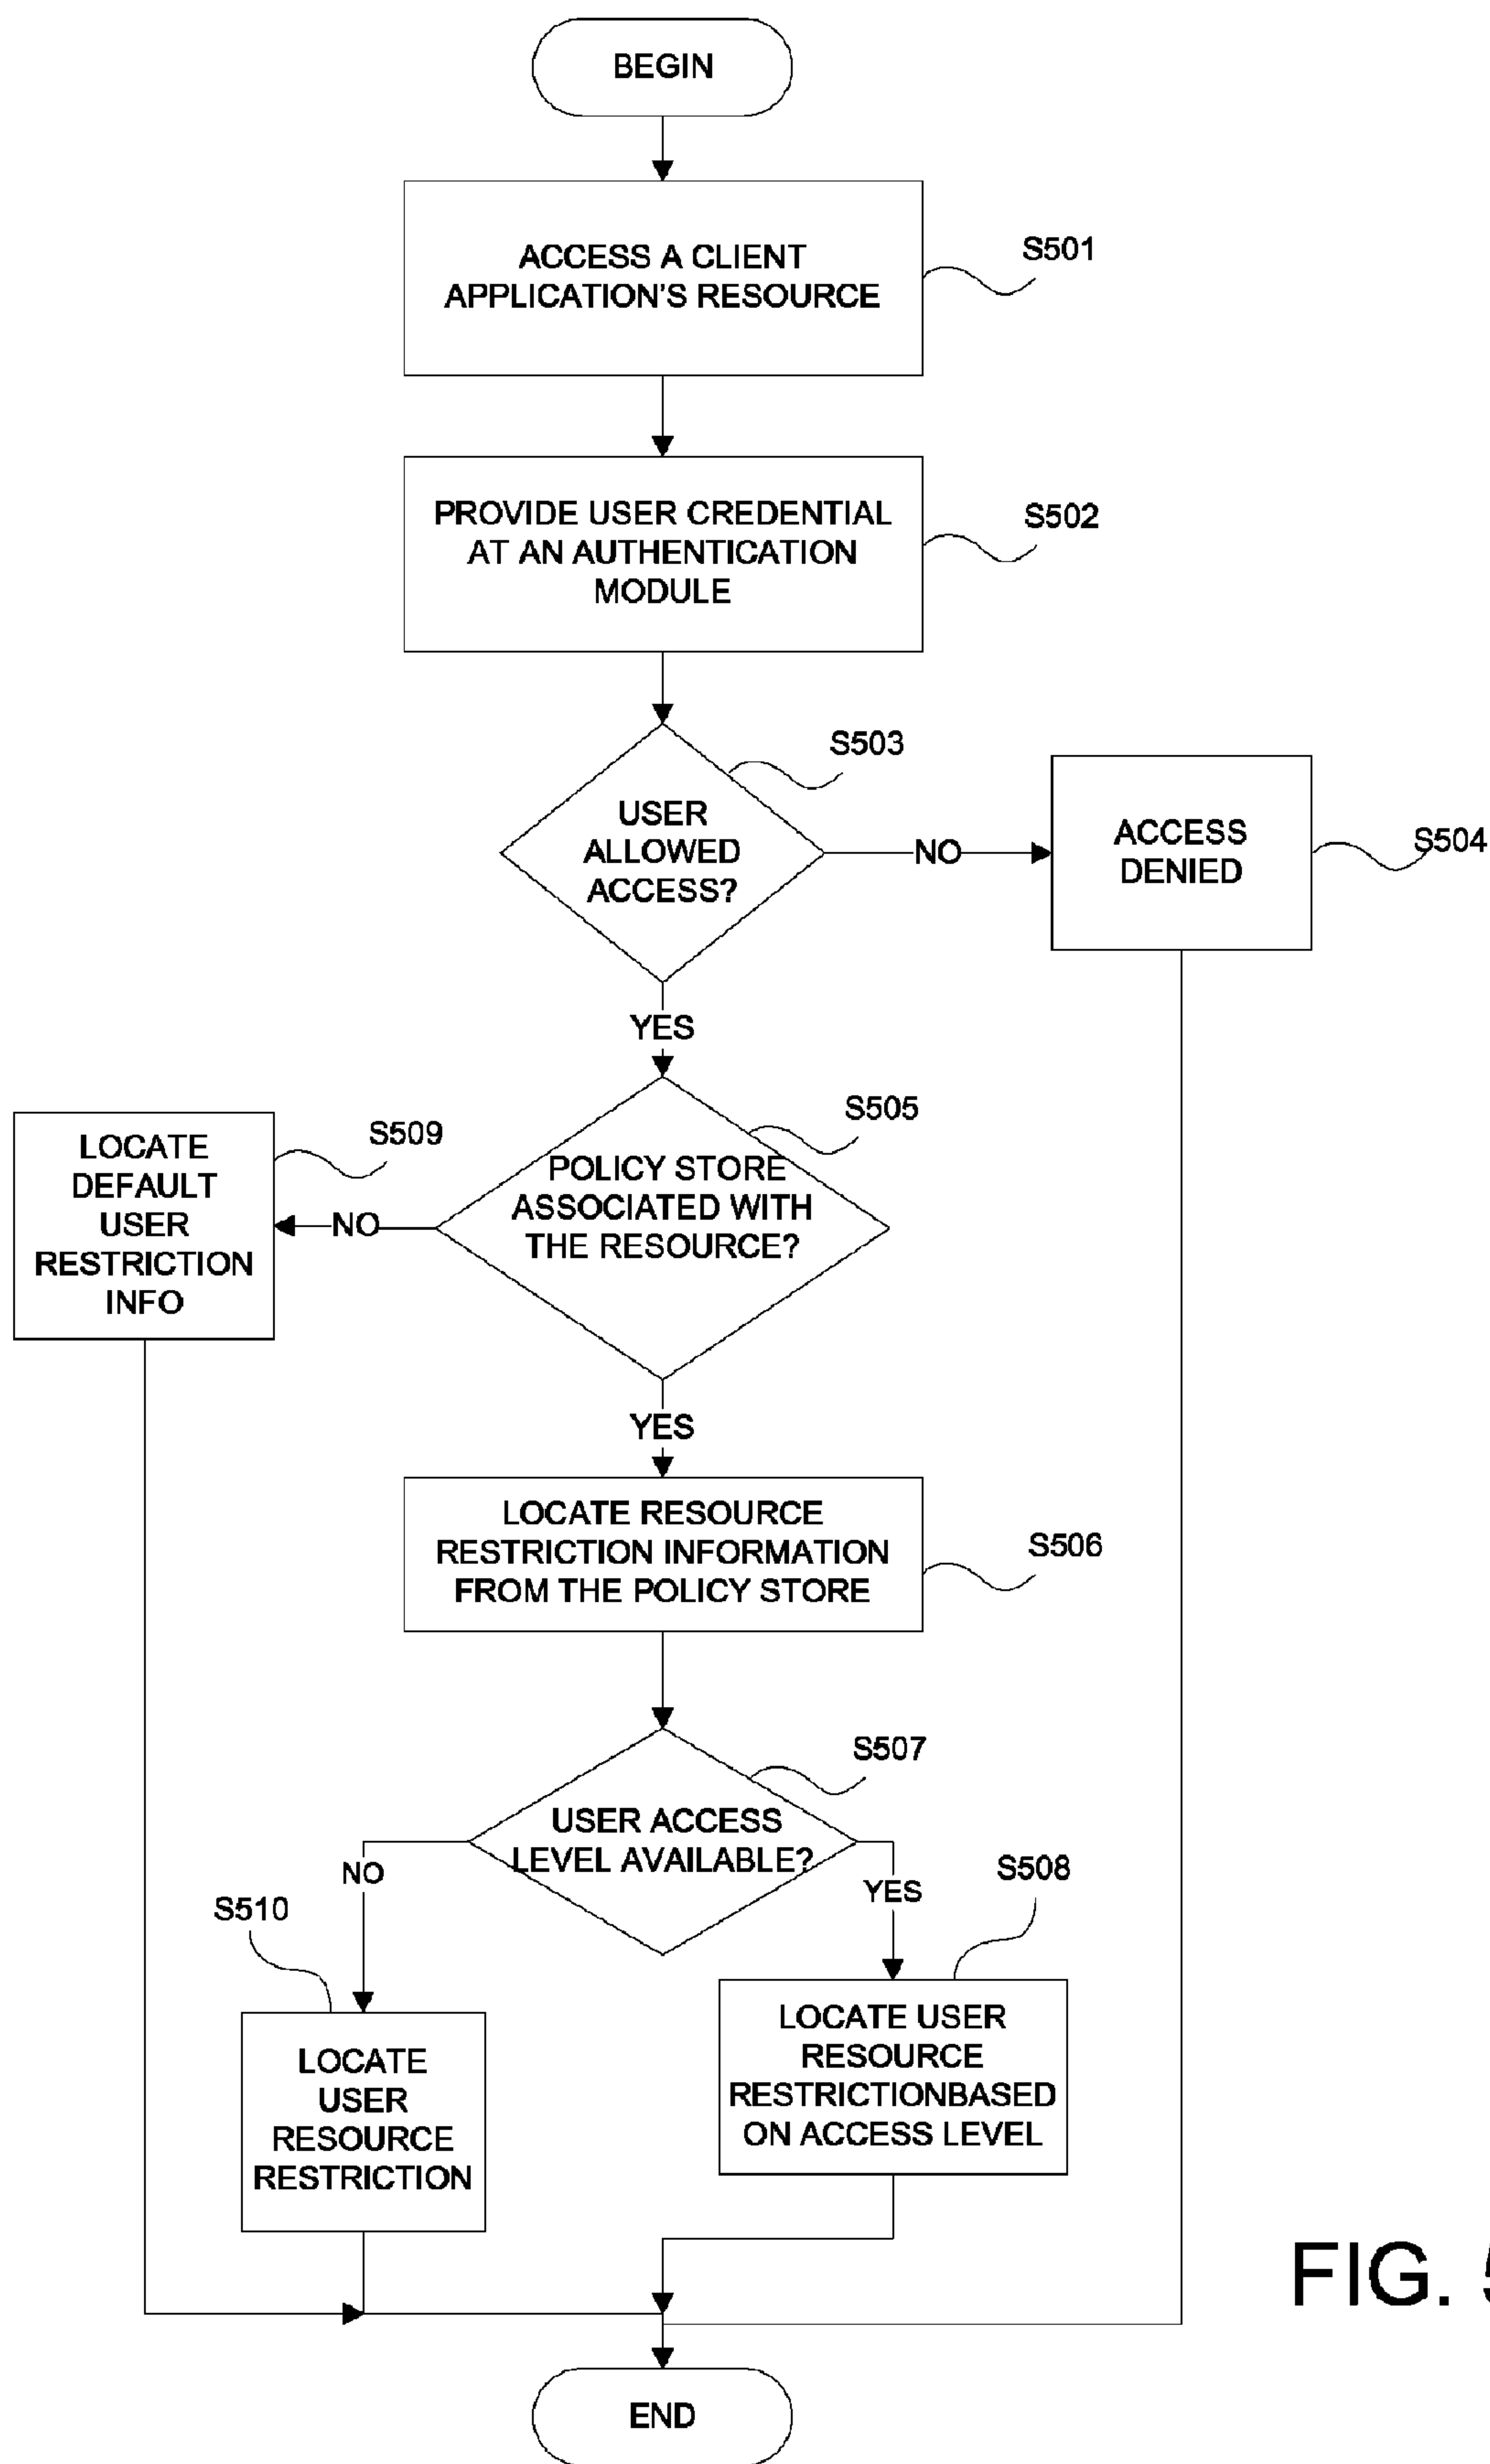 BEGIN
ACCESS A CLIENT
APPLICATION'S RESOURCE
S501
PROVIDE USER CREDENTIAL
AT AN AUTHENTICATION
MODULE
S502
S503
USER
ALLOWED
ACCESS?
NO
ACCESS
DENIED
S504
YES
S505
POLICY STORE
ASSOCIATED WITH
THE RESOURCE?
NO
S509
LOCATE
DEFAULT
USER
RESTRICTION
INFO
YES
LOCATE RESOURCE
RESTRICTION INFORMATION
FROM THE POLICY STORE
S506
S507
USER ACCESS
LEVEL AVAILABLE?
NO
YES
S508
S510
LOCATE USER
RESOURCE
RESTRICTIONBASED
ON ACCESS LEVEL
LOCATE
USER
RESOURCE
RESTRICTION
FIG. 5
END